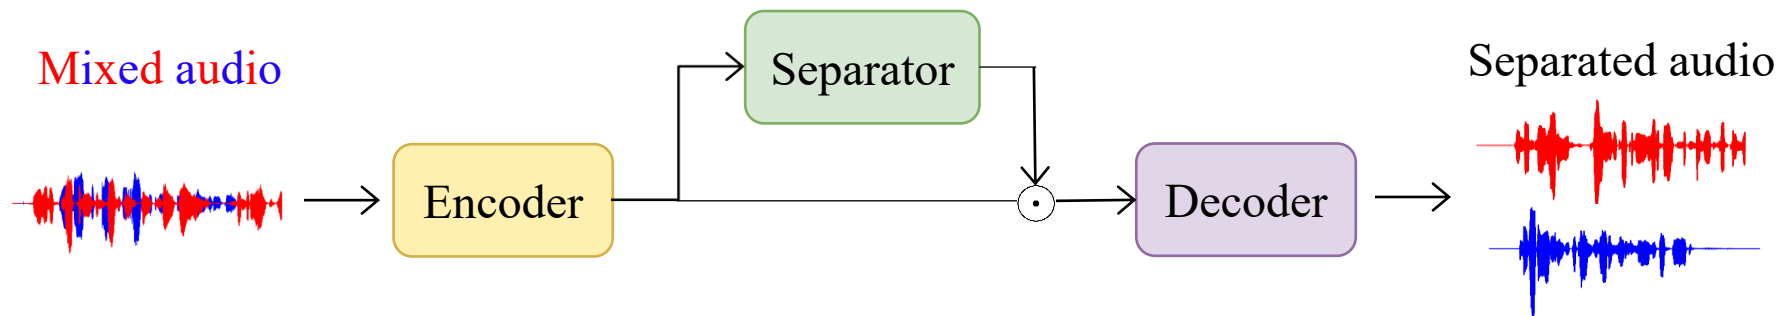 Mixed audio
Encoder
Separator
Decoder
Separated audio